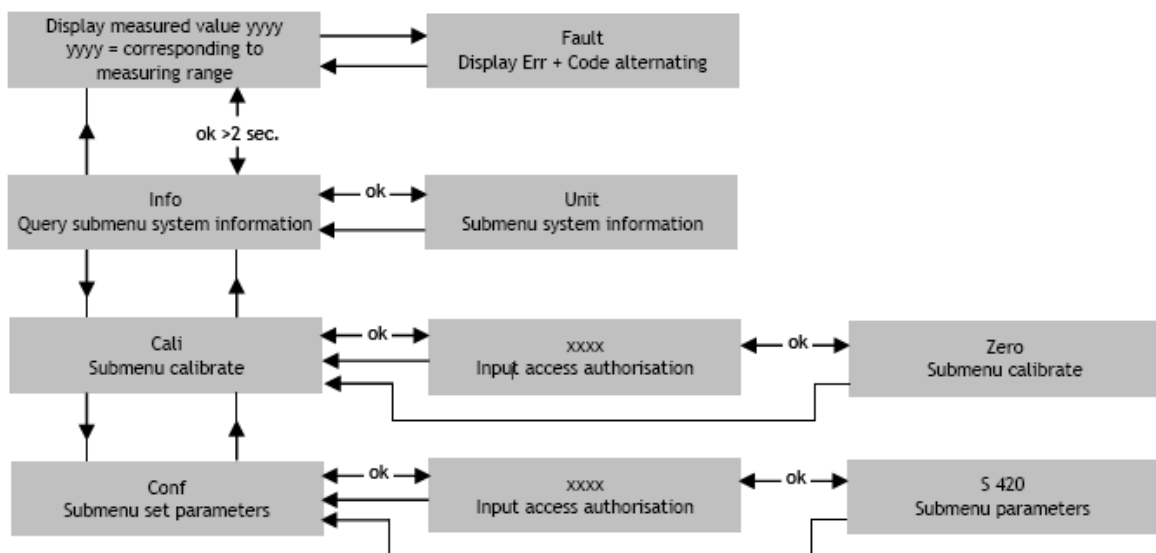 Display measured value yyyy
yyyy = corresponding to
measuring range
Fault
Display Err + Code alternating
ok >2 sec.
Info
Query submenu system information
ok
Unit
Submenu system information
Cali
Submenu calibrate
ok
xxxx
Input access authorisation
ok
Zero
Submenu calibrate
Conf
Submenu set parameters
ok
xxxx
Input access authorisation
ok
S 420
Submenu parameters